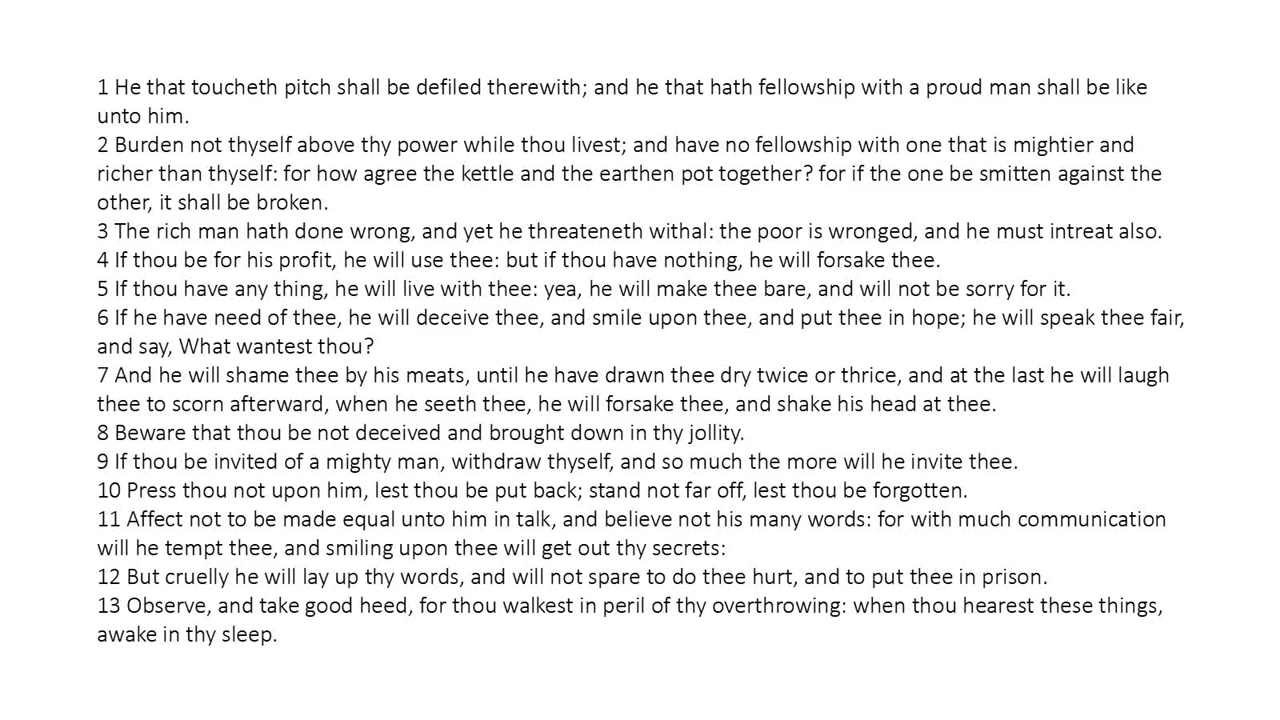 1 He that toucheth pitch shall be defiled therewith; and he that hath fellowship with a proud man shall be like
unto him.
2 Burden not thyself above thy power while thou livest; and have no fellowship with one that is mightier and
richer than thyself: for how agree the kettle and the earthen pot together? for if the one be smitten against the
other, it shall be broken.
3 The rich man hath done wrong, and yet he threateneth withal: the poor is wronged, and he must intreat also.
4 If thou be for his profit, he will use thee: but if thou have nothing, he will forsake thee.
5 If thou have any thing, he will live with thee: yea, he will make thee bare, and will not be sorry for it.
6 If he have need of thee, he will deceive thee, and smile upon thee, and put thee in hope; he will speak thee fair,
and say, What wantest thou?
7 And he will shame thee by his meats, until he have drawn thee dry twice or thrice, and at the last he will laugh
thee to scorn afterward, when he seeth thee, he will forsake thee, and shake his head at thee.
8 Beware that thou be not deceived and brought down in thy jollity.
9 If thou be invited of a mighty man, withdraw thyself, and so much the more will he invite thee.
10 Press thou not upon him, lest thou be put back; stand not far off, lest thou be forgotten.
11 Affect not to be made equal unto him in talk, and believe not his many words: for with much communication
will he tempt thee, and smiling upon thee will get out thy secrets:
12 But cruelly he will lay up thy words, and will not spare to do thee hurt, and to put thee in prison.
13 Observe, and take good heed, for thou walkest in peril of thy overthrowing: when thou hearest these things,
awake in thy sleep.